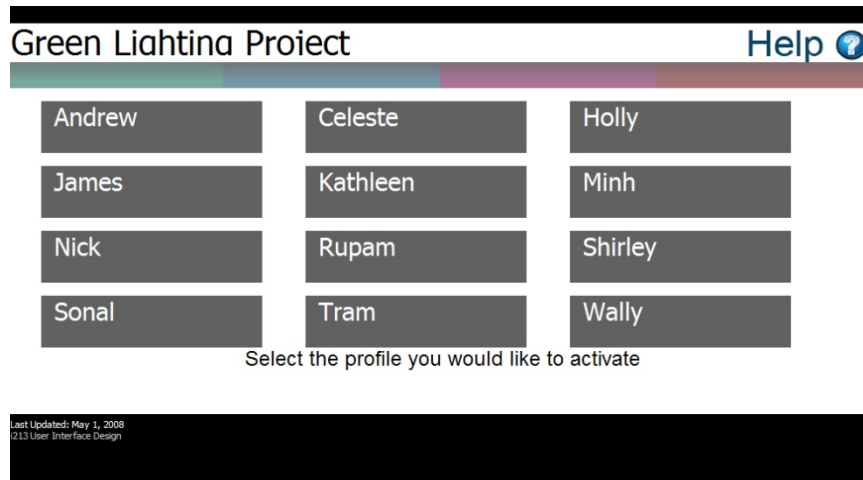 Green Lighting Project
Help ?
Andrew Celeste Holly
James Kathleen Minh
Nick Rupam Shirley
Sonal Tram Wally
Select the profile you would like to activate
Last Updated: May 1, 2008
i213 User Interface Design